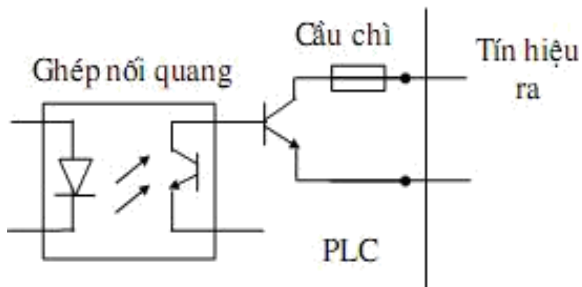 Cầu chì
Ghép nối quang
Tín hiệu
ra
PLC